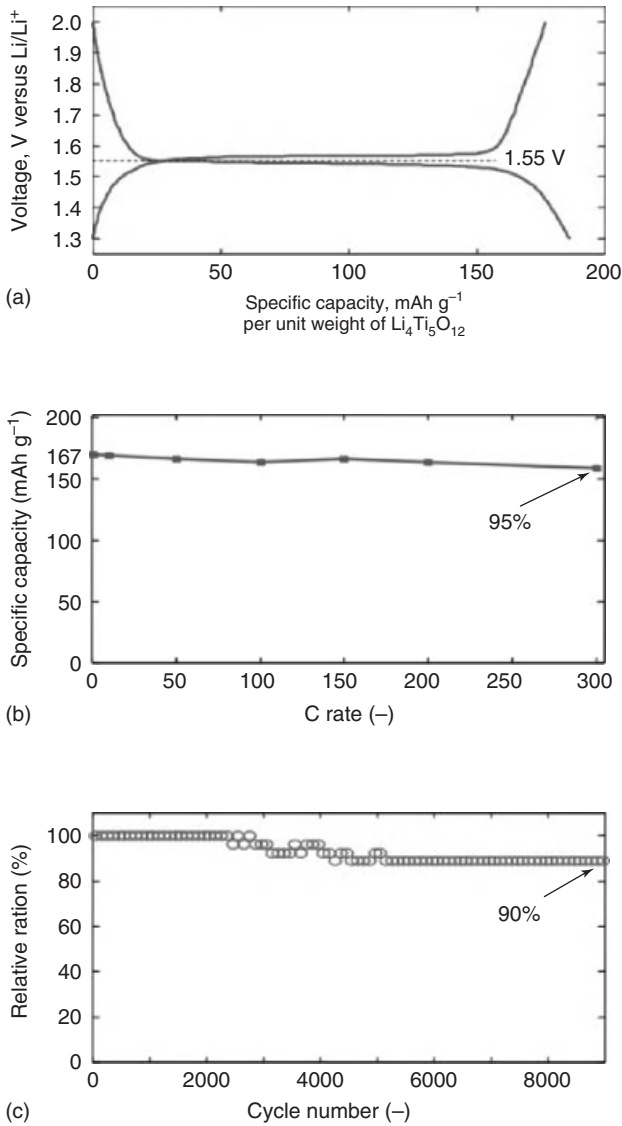 2.0
1.9
1.8
1.7
1.6
1.5
1.4
1.3
Voltage, V versus Li/Li⁺
1.55 V
0 50 100 150 200
(a)
Specific capacity, mAh g⁻¹
per unit weight of Li₄Ti₅O₁₂
200
167
150
100
50
0
Specific capacity (mAh g⁻¹)
95%
0 50 100 150 200 250 300
(b)
C rate (–)
100
80
60
40
20
0
Relative ration (%)
90%
0 2000 4000 6000 8000
(c)
Cycle number (–)